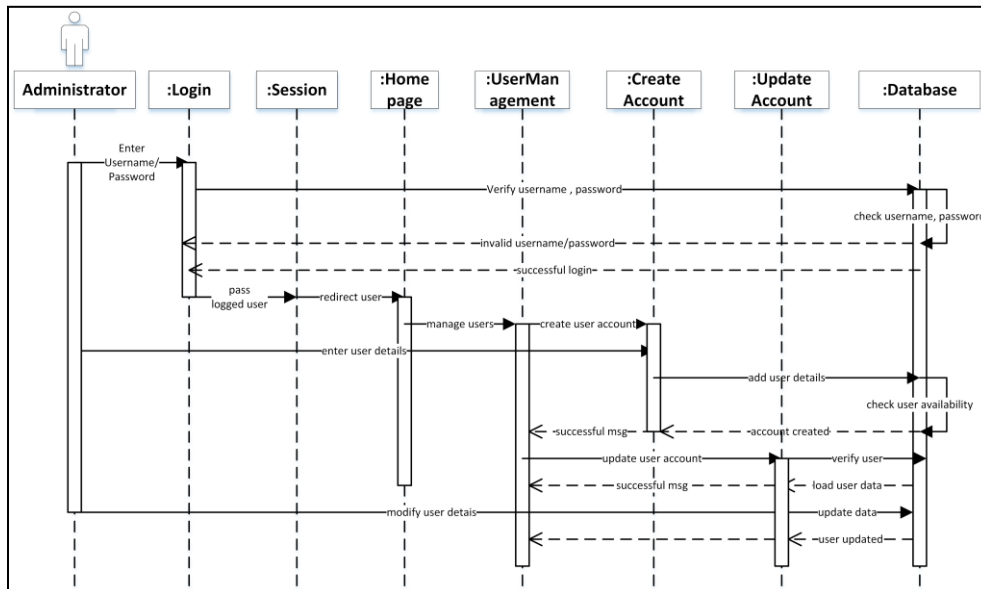 Administrator
:Login
:Session
:Home
page
:UserMan
agement
:Create
Account
:Update
Account
:Database
Enter
Username/
Password
Verify username , password
check username, password
invalid username/password
successful login
pass
logged user
redirect user
manage users
create user account
enter user details
add user details
check user availability
successful msg
account created
update user account
verify user
successful msg
load user data
modify user detais
update data
user updated